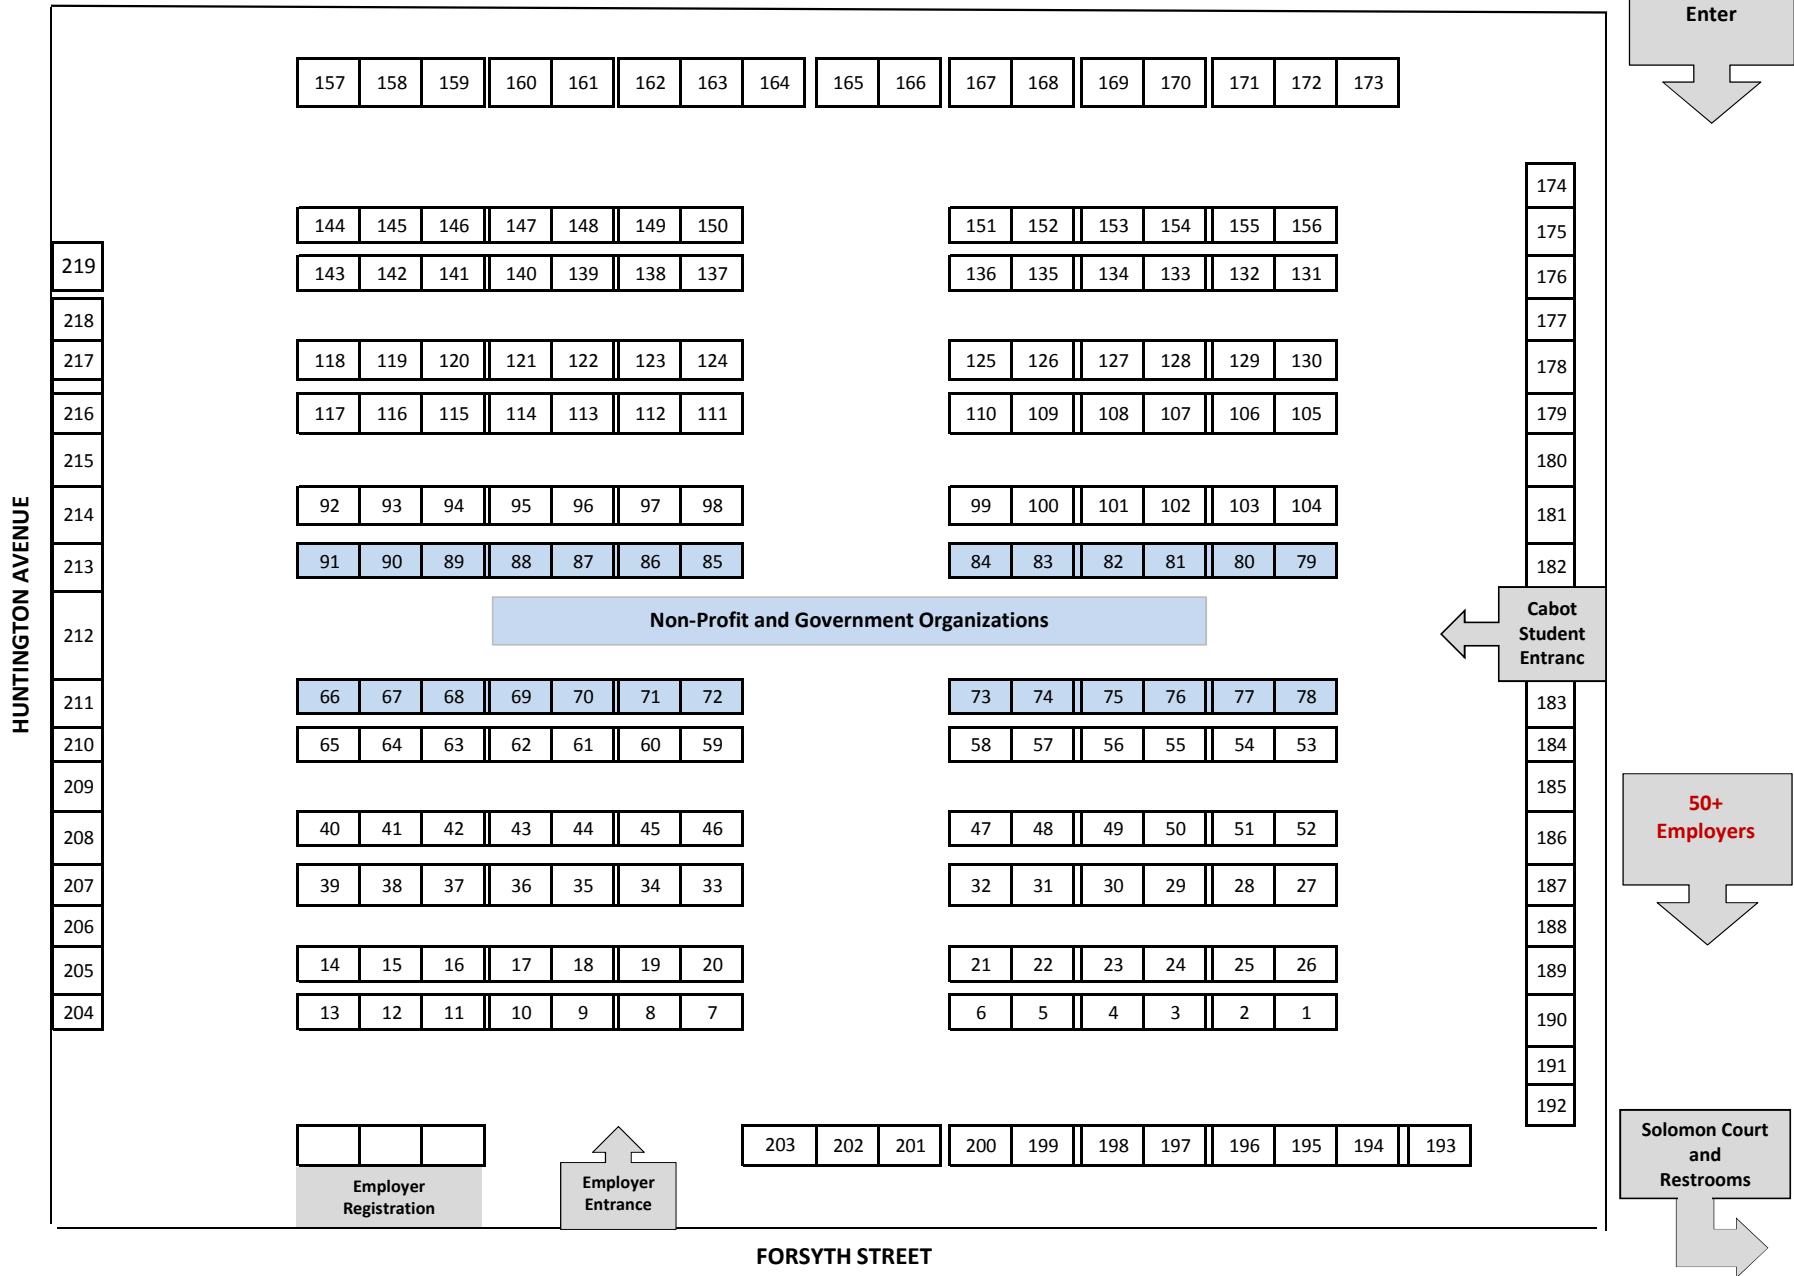 Enter
157 158 159 160 161 162 163 164 165 166 167 168 169 170 171 172 173
174
144 145 146 147 148 149 150 151 152 153 154 155 156 175
219 143 142 141 140 139 138 137 136 135 134 133 132 131 176
218 177
217 118 119 120 121 122 123 124 125 126 127 128 129 130 178
216 117 116 115 114 113 112 111 110 109 108 107 106 105 179
215 180
214 92 93 94 95 96 97 98 99 100 101 102 103 104 181
213 91 90 89 88 87 86 85 84 83 82 81 80 79 182
HUNTINGTON AVENUE
212
Non-Profit and Government Organizations
Cabot
Student
Entranc
211 66 67 68 69 70 71 72 73 74 75 76 77 78 183
210 65 64 63 62 61 60 59 58 57 56 55 54 53 184
209 185
50+
Employers
208 40 41 42 43 44 45 46 47 48 49 50 51 52 186
207 39 38 37 36 35 34 33 32 31 30 29 28 27 187
206 188
205 14 15 16 17 18 19 20 21 22 23 24 25 26 189
204 13 12 11 10 9 8 7 6 5 4 3 2 1 190
191
192
203 202 201 200 199 198 197 196 195 194 193
Solomon Court
and
Restrooms
Employer
Registration
Employer
Entrance
FORSYTH STREET